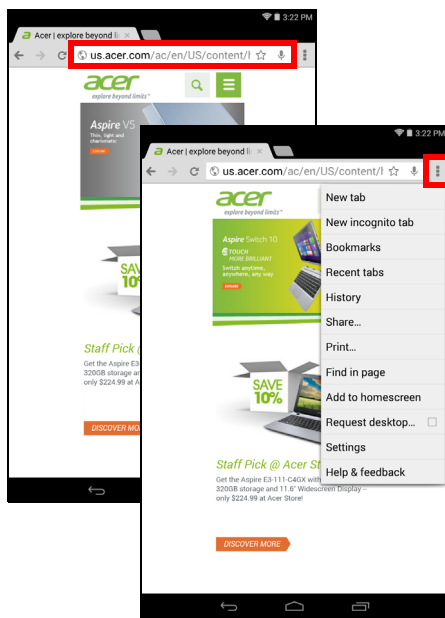 3:22 PM
Acer | explore beyond li
us.acer.com/ac/en/US/content/h
acer
explore beyond limits™
Aspire V5
Thin, light and
charismatic
SAV
10
Staff Pick @
Get the Aspire E3-
320GB storage an
only $224.99 at A
DISCOVER MO
3:22 PM
Acer | explore beyond li
us.acer.com/ac/en/US/content/h
acer
explore beyond limits™
Aspire Switch 10
TOUCH
MORE BRILLIANT
Switch anytime,
anywhere, any way
SAVE
10%
Staff Pick @ Acer St
Get the Aspire E3-111-C4GX with
320GB storage and 11.6" Widescreen Display –
only $224.99 at Acer Store!
DISCOVER MORE
New tab
New incognito tab
Bookmarks
Recent tabs
History
Share...
Print...
Find in page
Add to homescreen
Request desktop...
Settings
Help & feedback